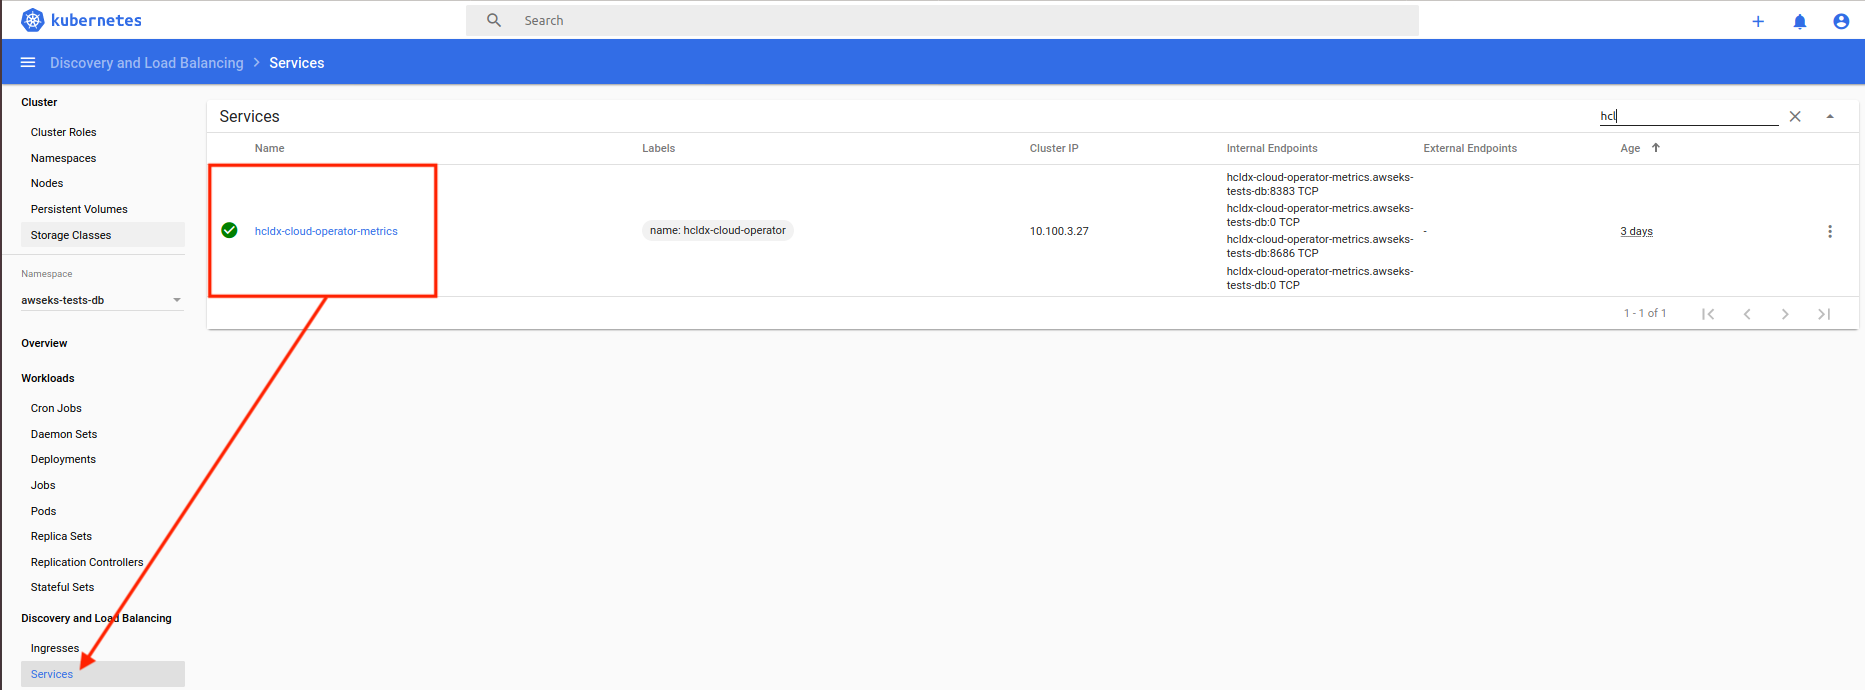 kubernetes
Search
Discovery and Load Balancing > Services
Cluster
Cluster Roles
Namespaces
Nodes
Persistent Volumes
Storage Classes
Namespace
awseks-tests-db
Overview
Workloads
Cron Jobs
Daemon Sets
Deployments
Jobs
Pods
Replica Sets
Replication Controllers
Stateful Sets
Discovery and Load Balancing
Ingresses
Services
Services
hcl
Name Labels Cluster IP Internal Endpoints External Endpoints Age
hcldx-cloud-operator-metrics
name: hcldx-cloud-operator
10.100.3.27
hcldx-cloud-operator-metrics.awseks-
tests-db:8383 TCP
hcldx-cloud-operator-metrics.awseks-
tests-db:0 TCP
hcldx-cloud-operator-metrics.awseks-
tests-db:8686 TCP
hcldx-cloud-operator-metrics.awseks-
tests-db:0 TCP
-
3 days
1 - 1 of 1